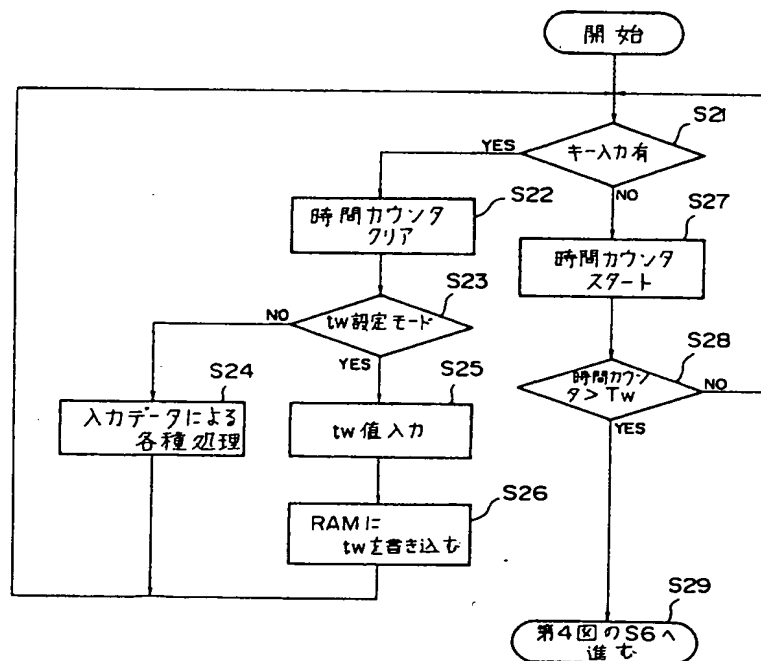 開始
S21
キー入力有
YES
NO
S22
時間カウンタ
クリア
S27
時間カウンタ
スタート
S23
tw設定モード
NO
YES
S28
時間カウン
タ>Tw
NO
YES
S24
入力データによる
各種処理
S25
tw値入力
S26
RAMに
twを書き込む
S29
第4図のS6へ
進む